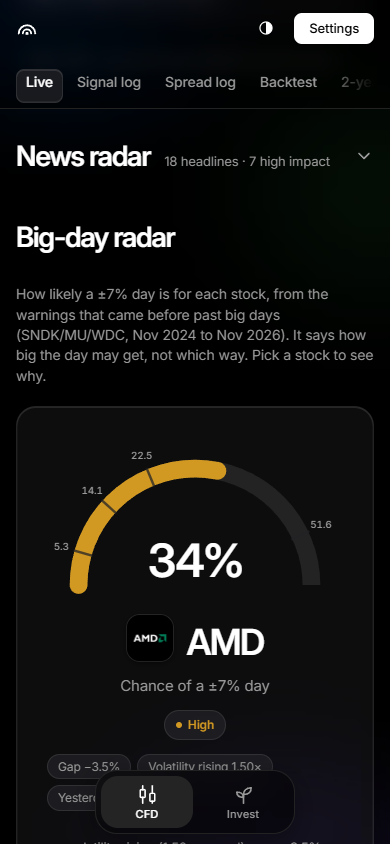 Settings
Live Signal log Spread log Backtest 2-ye
News radar 18 headlines · 7 high impact
Big-day radar
How likely a ±7% day is for each stock, from the
warnings that came before past big days
(SNDK/MU/WDC, Nov 2024 to Nov 2026). It says how
big the day may get, not which way. Pick a stock to see
why.
22.5
14.1
5.3
51.6
34%
AMD AMD
Chance of a ±7% day
High
Gap −3.5% Volatility rising 1.50×
Yester
CFD Invest